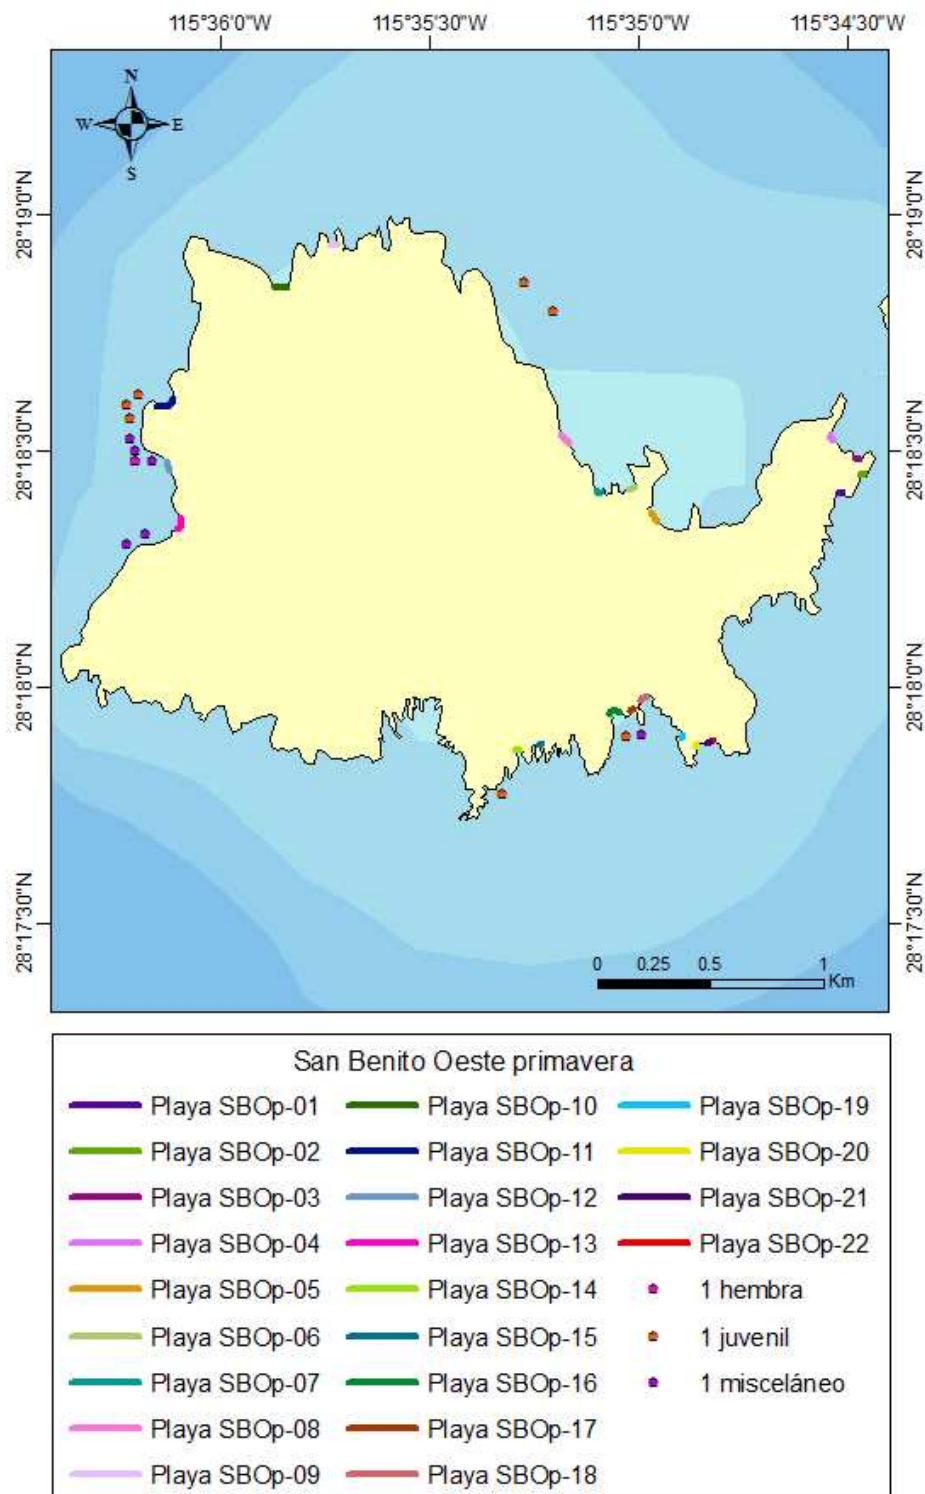 115°36'0"W 115°35'30"W 115°35'0"W 115°34'30"W
N
W E
S
28°19'0"N 28°19'0"N
28°18'30"N 28°18'30"N
28°18'0"N 28°18'0"N
28°17'30"N 28°17'30"N
0 0.25 0.5 1
Km
San Benito Oeste primavera
Playa SBOp-01 Playa SBOp-10 Playa SBOp-19
Playa SBOp-02 Playa SBOp-11 Playa SBOp-20
Playa SBOp-03 Playa SBOp-12 Playa SBOp-21
Playa SBOp-04 Playa SBOp-13 Playa SBOp-22
Playa SBOp-05 Playa SBOp-14 1 hembra
Playa SBOp-06 Playa SBOp-15 1 juvenil
Playa SBOp-07 Playa SBOp-16 1 misceláneo
Playa SBOp-08 Playa SBOp-17
Playa SBOp-09 Playa SBOp-18